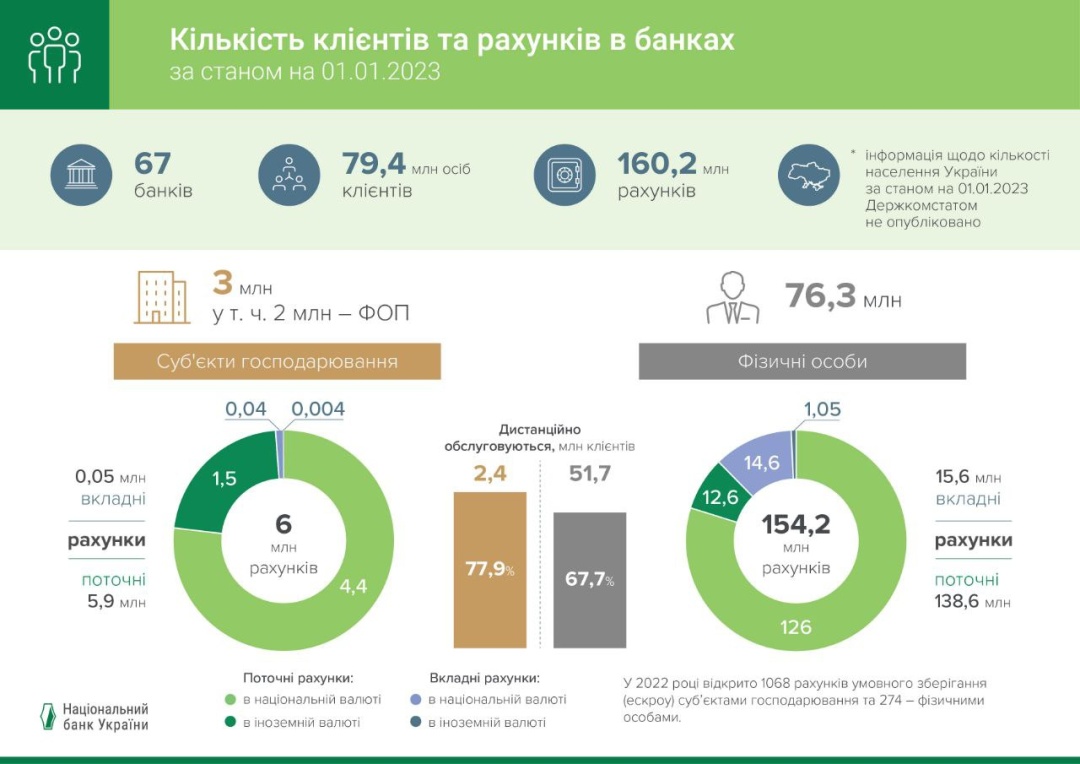 Кількість клієнтів та рахунків в банках
за станом на 01.01.2023
67
банків
79,4 млн осіб
клієнтів
160,2 млн
рахунків
* інформація щодо кількості
населення України
за станом на 01.01.2023
Держкомстатом
не опубліковано
3 млн
у т. ч. 2 млн – ФОП
76,3 млн
Суб'єкти господарювання
Фізичні особи
0,04
0,004
1,5
4,4
6
млн
рахунків
0,05 млн
вкладні
рахунки
поточні
5,9 млн
Дистанційно
обслуговуються, млн клієнтів
2,4
51,7
77,9%
67,7%
1,05
14,6
12,6
126
154,2
млн
рахунків
15,6 млн
вкладні
рахунки
поточні
138,6 млн
Поточні рахунки:
в національній валюті
в іноземній валюті
Вкладні рахунки:
в національній валюті
в іноземній валюті
У 2022 році відкрито 1068 рахунків умовного зберігання
(ескроу) суб'єктами господарювання та 274 – фізичними
особами.
Національний
банк України